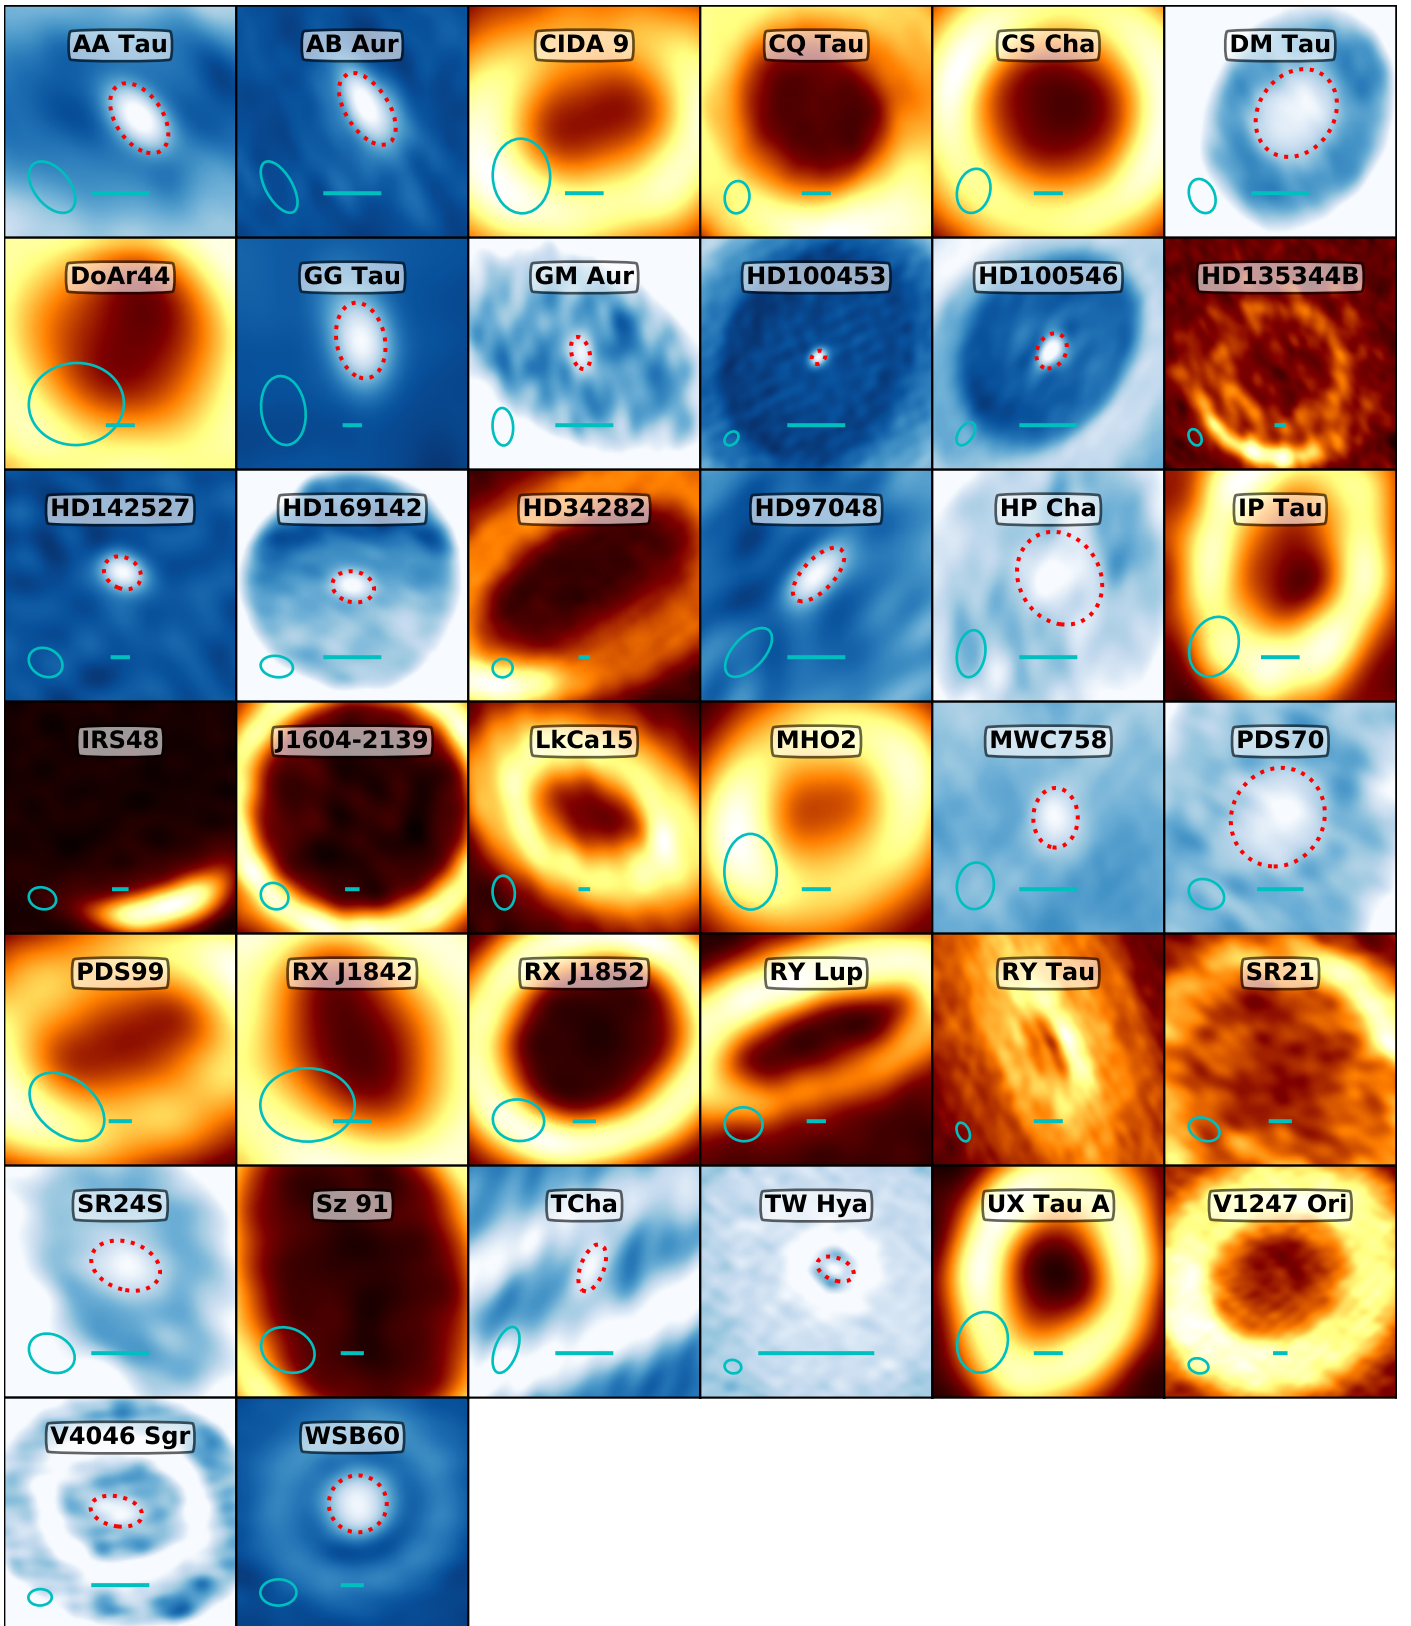 AA Tau
AB Aur
CIDA 9
CQ Tau
CS Cha
DM Tau
DoAr44
GG Tau
GM Aur
HD100453
HD100546
HD135344B
HD142527
HD169142
HD34282
HD97048
HP Cha
IP Tau
IRS48
J1604-2139
LkCa15
MHO2
MWC758
PDS70
PDS99
RX J1842
RX J1852
RY Lup
RY Tau
SR21
SR24S
Sz 91
TCha
TW Hya
UX Tau A
V1247 Ori
V4046 Sgr
WSB60